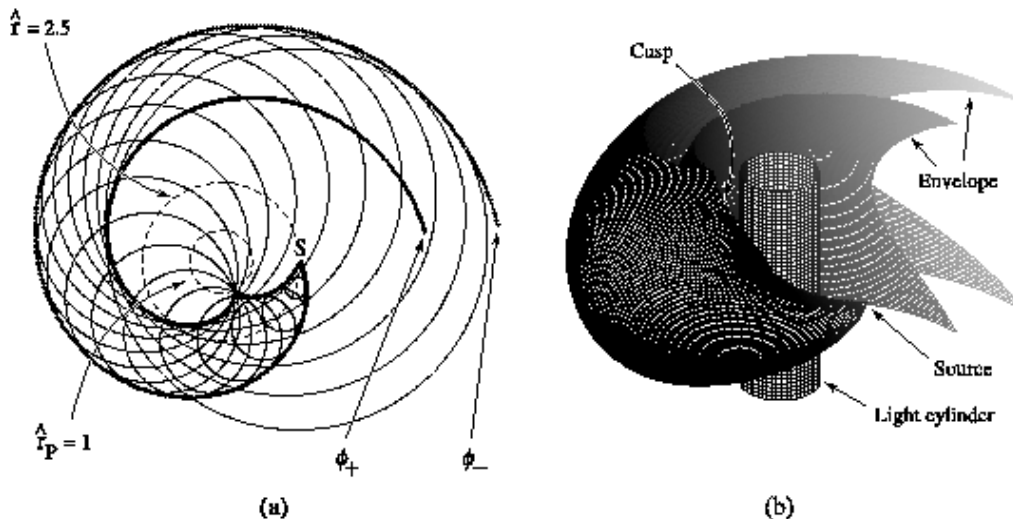 r̂ = 2.5
S
r̂P = 1
ϕ+
ϕ−
(a)
Cusp
Envelope
Source
Light cylinder
(b)